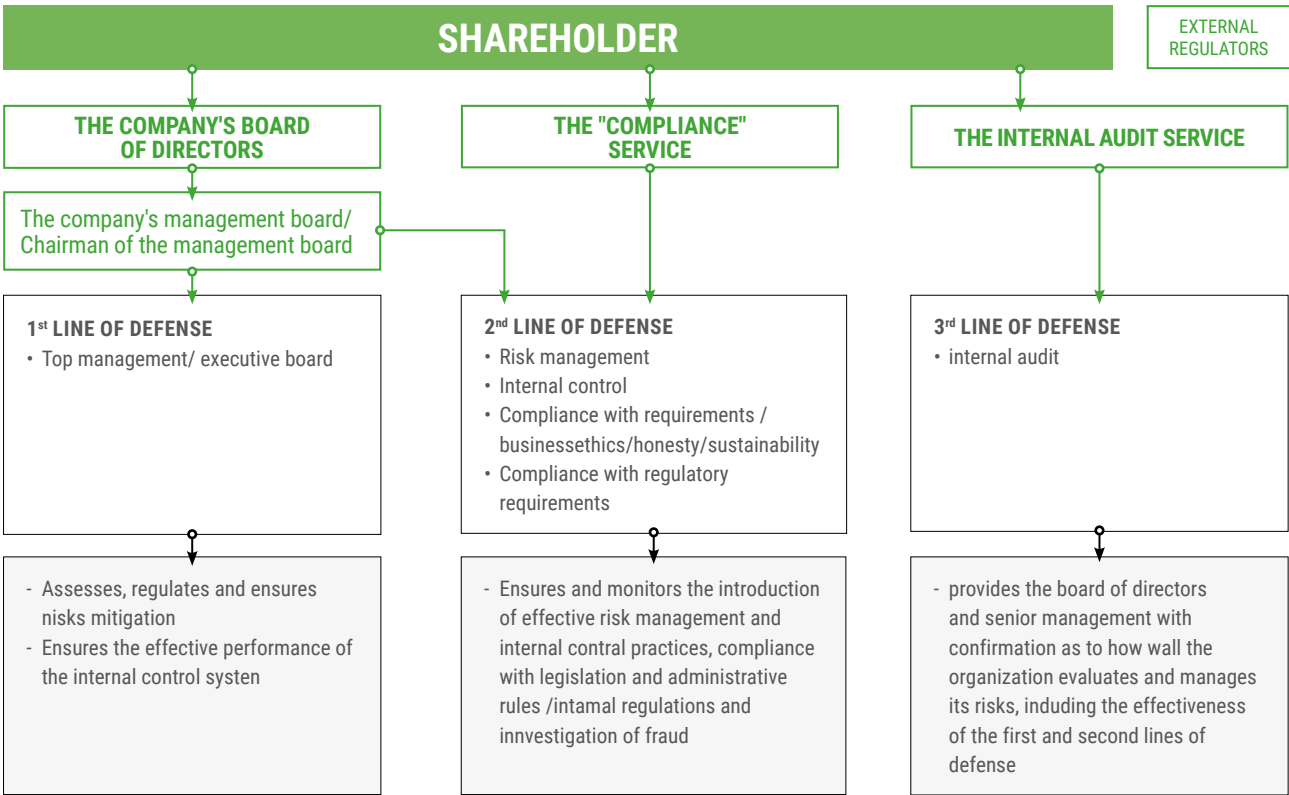 SHAREHOLDER
EXTERNAL
REGULATORS
THE COMPANY'S BOARD
OF DIRECTORS
THE "COMPLIANCE"
SERVICE
THE INTERNAL AUDIT SERVICE
The company's management board/
Chairman of the management board
1st LINE OF DEFENSE
• Top management/ executive board
2nd LINE OF DEFENSE
• Risk management
• Internal control
• Compliance with requirements /
businessethics/honesty/sustainability
• Compliance with regulatory
requirements
3rd LINE OF DEFENSE
• internal audit
- Assesses, regulates and ensures
nisks mitigation
- Ensures the effective performance of
the internal control systen
- Ensures and monitors the introduction
of effective risk management and
internal contral practices, compliance
with legislation and administrative
rules /intamal regulations and
innvestigation of fraud
- provides the board of directors
and senior management with
confirmation as to how wall the
organization evaluates and manages
its risks, induding the effectiveness
of the first and second lines of
defense